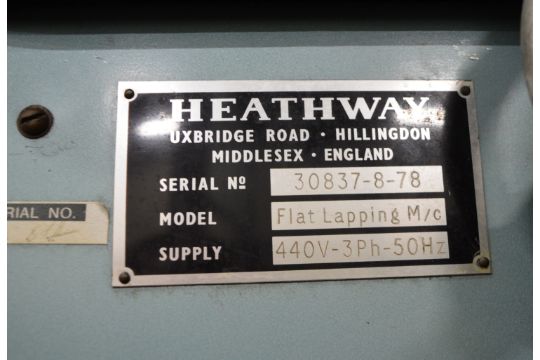 HEATHWAY
UXBRIDGE ROAD · HILLINGDON
MIDDLESEX · ENGLAND
SERIAL Nº 30837-8-78
MODEL Flat Lapping M/c
SUPPLY 440V-3Ph-50Hz
RIAL NO.